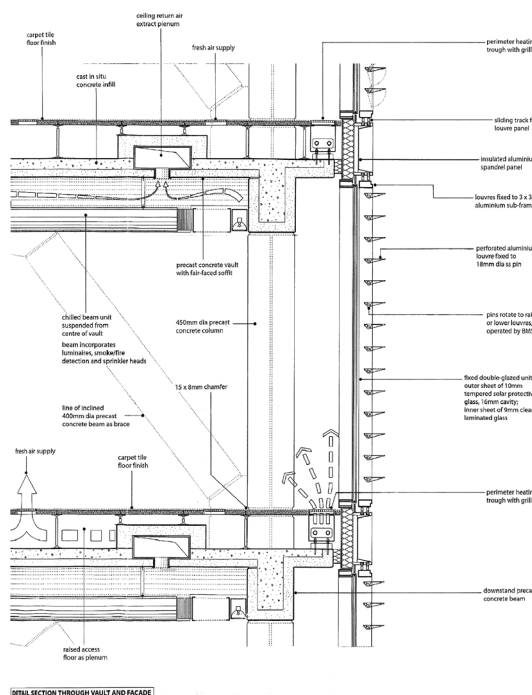 ceiling return air
extract plenum
carpet tile
floor finish
fresh air supply
perimeter heatin
trough with grill
cast in situ
concrete infill
sliding track f
louvre panel
insulated aluminiu
spandrel panel
louvres fixed to 3 x 3
aluminium sub-fram
perforated aluminiu
louvre fixed to
18mm dia ss pin
precast concrete vault
with fair-faced soffit
chilled beam unit
suspended from
centre of vault
beam incorporates
luminaires, smoke/fire
detection and sprinkler heads
450mm dia precast
concrete column
pins rotate to rai
or lower louvres,
operated by BMS
15 x 8mm chamfer
fixed double-glazed unit
outer sheet of 10mm
tempered solar protectiv
glass, 16mm cavity;
inner sheet of 9mm clear
laminated glass
line of inclined
400mm dia precast
concrete beam as brace
fresh air supply
carpet tile
floor finish
perimeter heatin
trough with grill
downstand preca
concrete beam
raised access
floor as plenum
DETAIL SECTION THROUGH VAULT AND FACADE